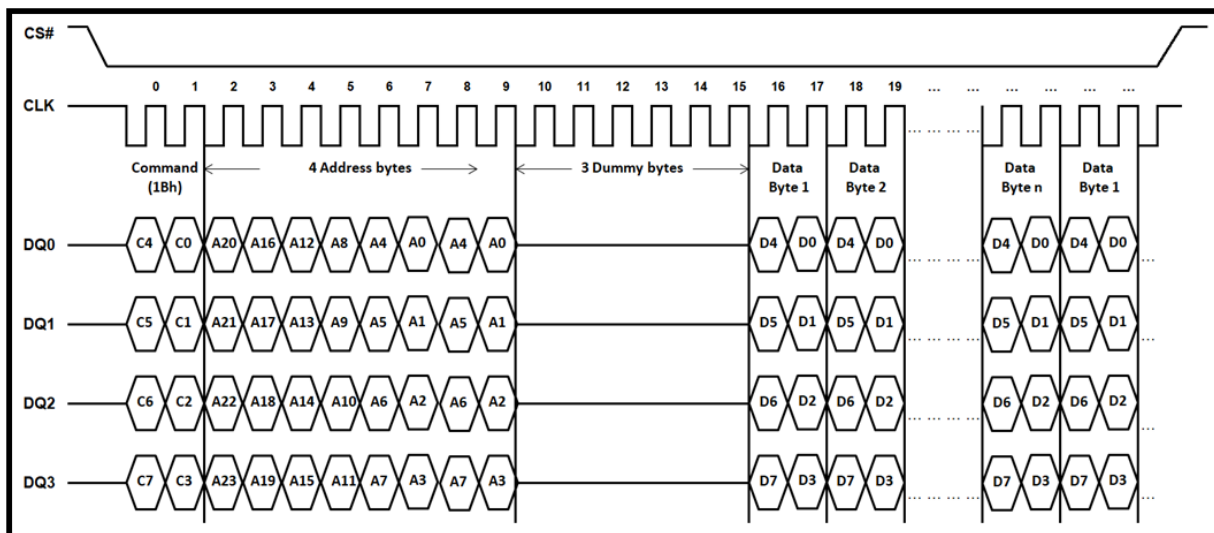 CS#
0 1 2 3 4 5 6 7 8 9 10 11 12 13 14 15 16 17 18 19 ... ... ... ... ... ...
CLK
... ... ... ...
Command 4 Address bytes 3 Dummy bytes Data Data Data Data
(1Bh) Byte 1 Byte 2 Byte n Byte 1
DQ0 C4 C0 A20 A16 A12 A8 A4 A0 A4 A0 D4 D0 D4 D0 ... ... ... ... D4 D0 D4 D0 ...
DQ1 C5 C1 A21 A17 A13 A9 A5 A1 A5 A1 D5 D1 D5 D1 ... ... ... ... D5 D1 D5 D1 ...
DQ2 C6 C2 A22 A18 A14 A10 A6 A2 A6 A2 D6 D2 D6 D2 ... ... ... ... D6 D2 D6 D2 ...
DQ3 C7 C3 A23 A19 A15 A11 A7 A3 A7 A3 D7 D3 D7 D3 ... ... ... ... D7 D3 D7 D3 ...